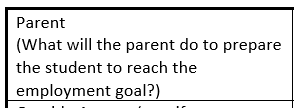 Parent
(What will the parent do to prepare
the student to reach the
employment goal?)